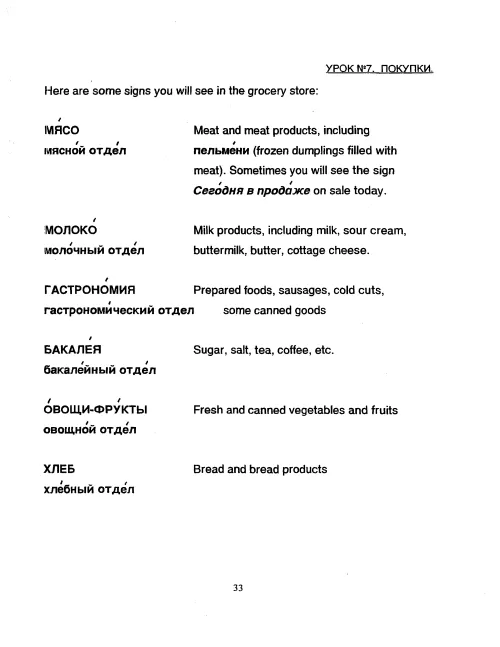 УРОК №7. ПОКУПКИ.
Here are some signs you will see in the grocery store:
МЯ́СО Meat and meat products, including
мясно́й отде́л пельме́ни (frozen dumplings filled with
meat). Sometimes you will see the sign
Сего́дня в прода́же on sale today.
МОЛОКО́ Milk products, including milk, sour cream,
моло́чный отде́л buttermilk, butter, cottage cheese.
ГАСТРОНО́МИЯ Prepared foods, sausages, cold cuts,
гастрономи́ческий отдел some canned goods
БАКАЛЕ́Я Sugar, salt, tea, coffee, etc.
бакале́йный отде́л
О́ВОЩИ-ФРУ́КТЫ Fresh and canned vegetables and fruits
овощно́й отде́л
ХЛЕБ Bread and bread products
хле́бный отде́л
33